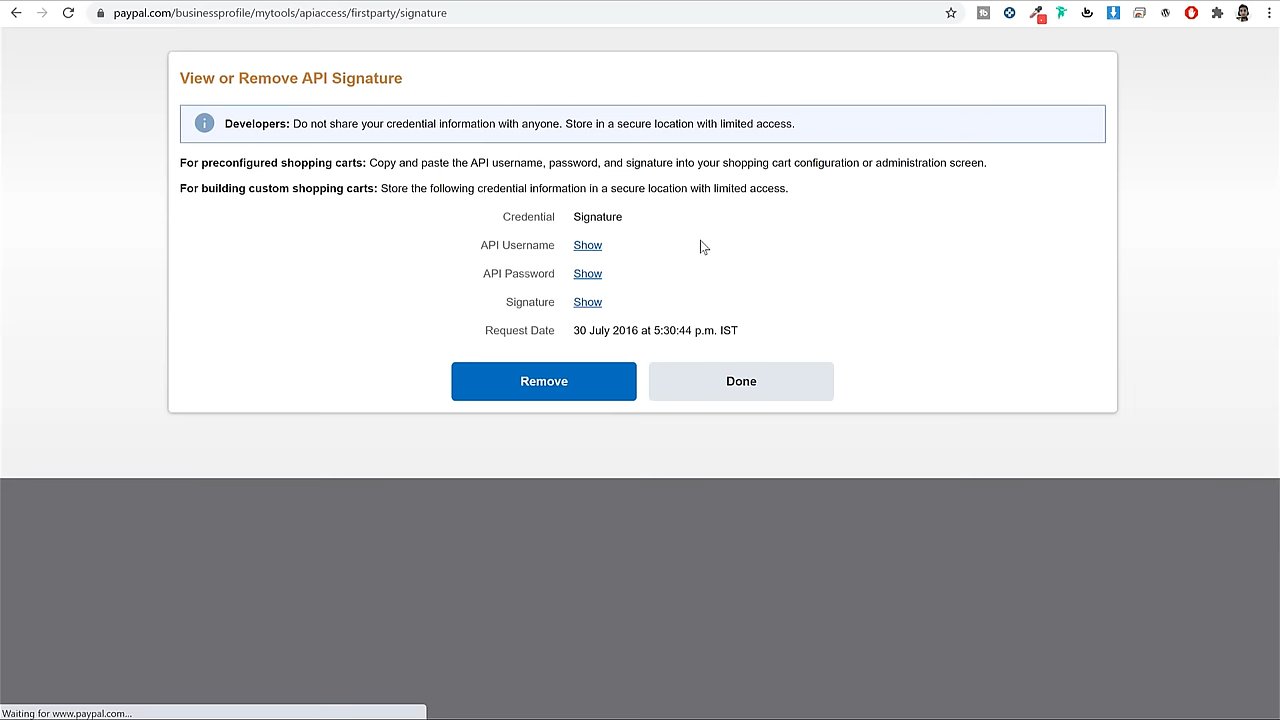 paypal.com/businessprofile/mytools/apiaccess/firstparty/signature
View or Remove API Signature
Developers: Do not share your credential information with anyone. Store in a secure location with limited access.
For preconfigured shopping carts: Copy and paste the API username, password, and signature into your shopping cart configuration or administration screen.
For building custom shopping carts: Store the following credential information in a secure location with limited access.
Credential Signature
API Username Show
API Password Show
Signature Show
Request Date 30 July 2016 at 5:30:44 p.m. IST
Remove Done
Waiting for www.paypal.com...